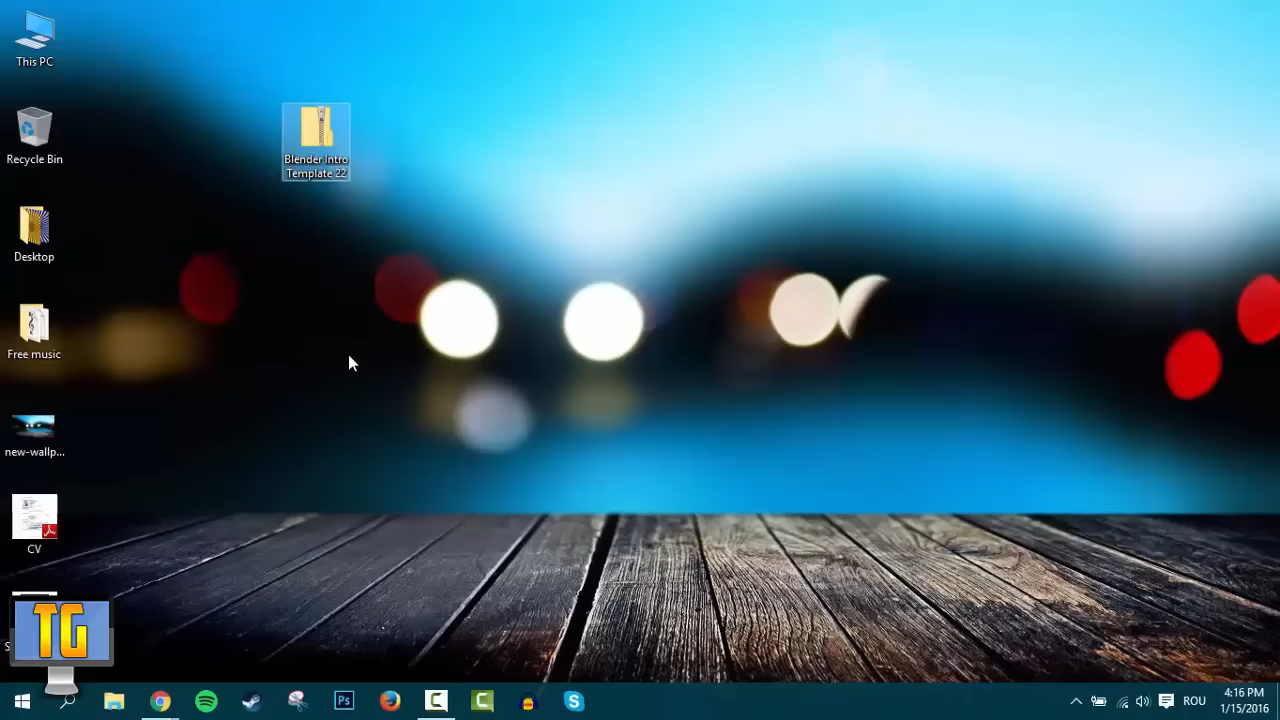 This PC
Recycle Bin
Desktop
Free music
new-wallp...
CV
Blender Intro
Template 22
TG
Ps
ROU
4:16 PM
1/15/2016